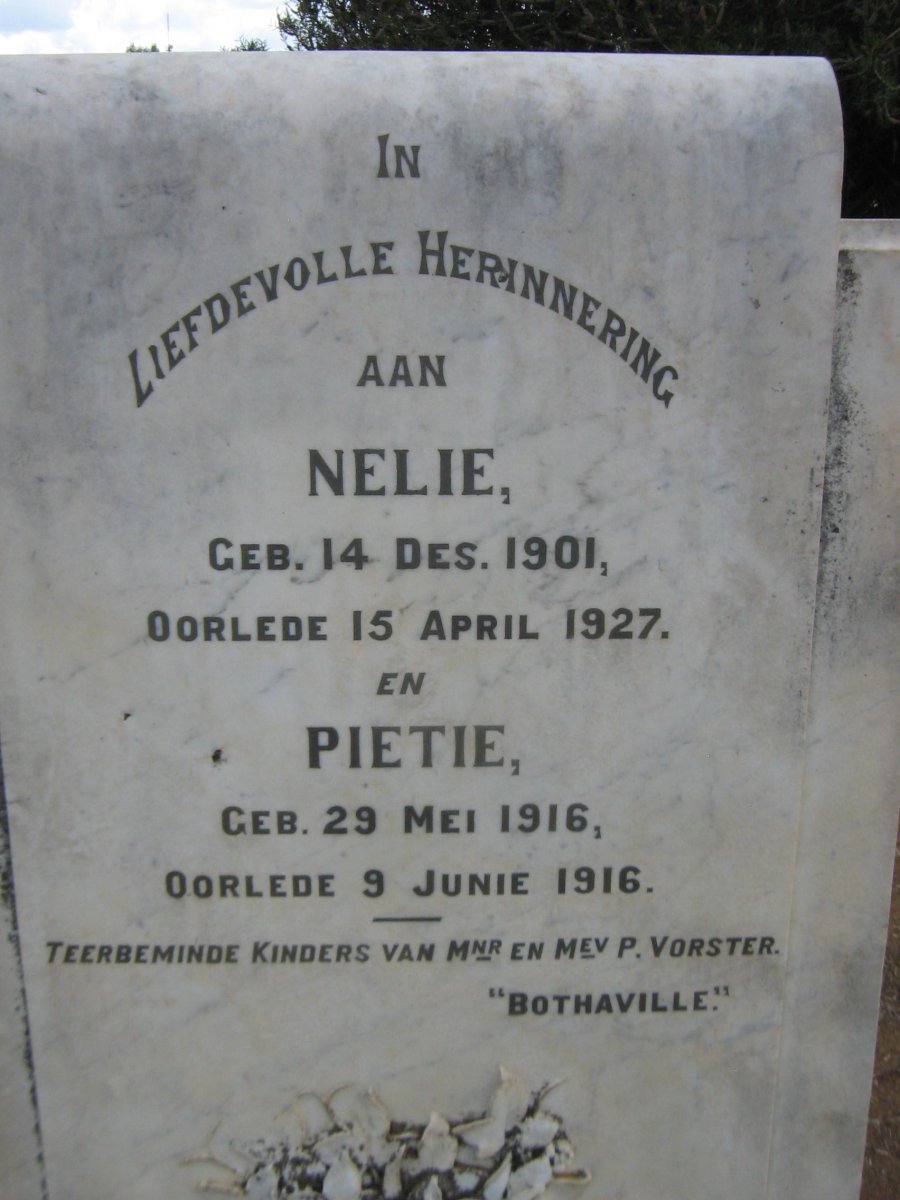 IN
LIEFDEVOLLE HERINNERING
AAN
NELIE,
GEB. 14 DES. 1901,
OORLEDE 15 APRIL 1927.
EN
PIETIE,
GEB. 29 MEI 1916,
OORLEDE 9 JUNIE 1916.
TEERBEMINDE KINDERS VAN MNR EN MEV P. VORSTER.
"BOTHAVILLE."